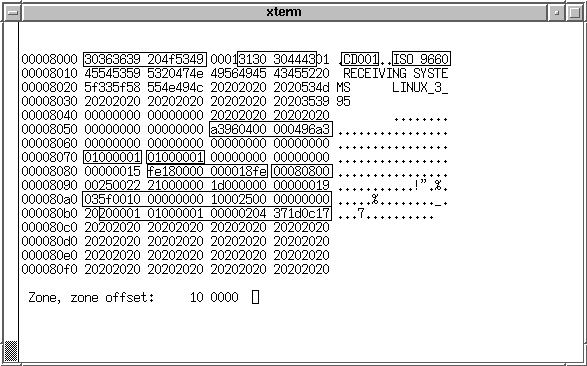 xterm
00008000 30363639 204f5349 00013130 30444301 .CD001..ISO 9660
00008010 45545359 5320474e 49564945 43455220 RECEIVING SYSTE
00008020 5f335f58 554e494c 20202020 2020534d MS LINUX_3_
00008030 20202020 20202020 20202020 20203539 95
00008040 00000000 00000000 20202020 20202020 ........
00008050 00000000 00000000 a3960400 000496a3 ................
00008060 00000000 00000000 00000000 00000000 ................
00008070 01000001 01000001 00000000 00000000 ................
00008080 00000015 fe180000 000018fe 00080800 ................
00008090 00250022 21000000 1d000000 00000019 ..........!".%.
000080a0 035f0010 00000000 10002500 00000000 .....%........_.
000080b0 20200001 01000001 00000204 371d0c17 ...7..........
000080c0 20202020 20202020 20202020 20202020
000080d0 20202020 20202020 20202020 20202020
000080e0 20202020 20202020 20202020 20202020
000080f0 20202020 20202020 20202020 20202020
Zone, zone offset: 10 0000